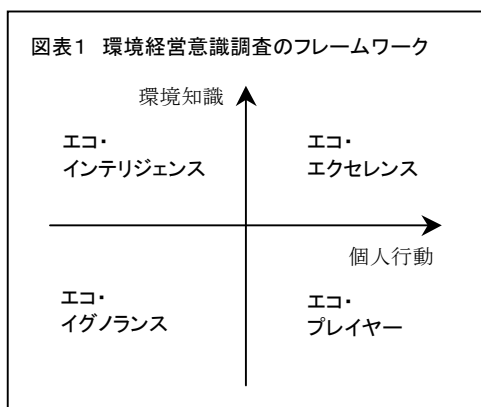 図表1 環境経営意識調査のフレームワーク
環境知識
エコ・
インテリジェンス
エコ・
エクセレンス
個人行動
エコ・
イグノランス
エコ・
プレイヤー